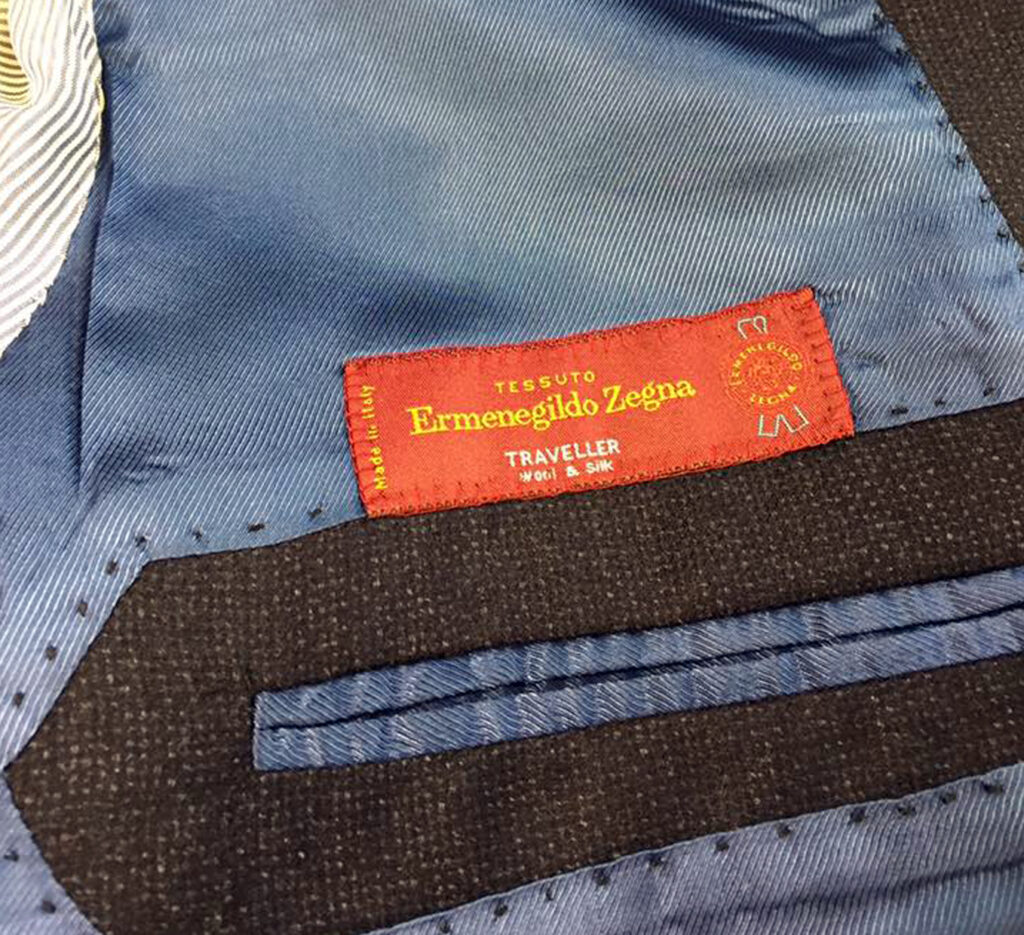 Made in Italy
TESSUTO
Ermenegildo Zegna
TRAVELLER
Wool & Silk
ERMENEGILDO
ZEGNA